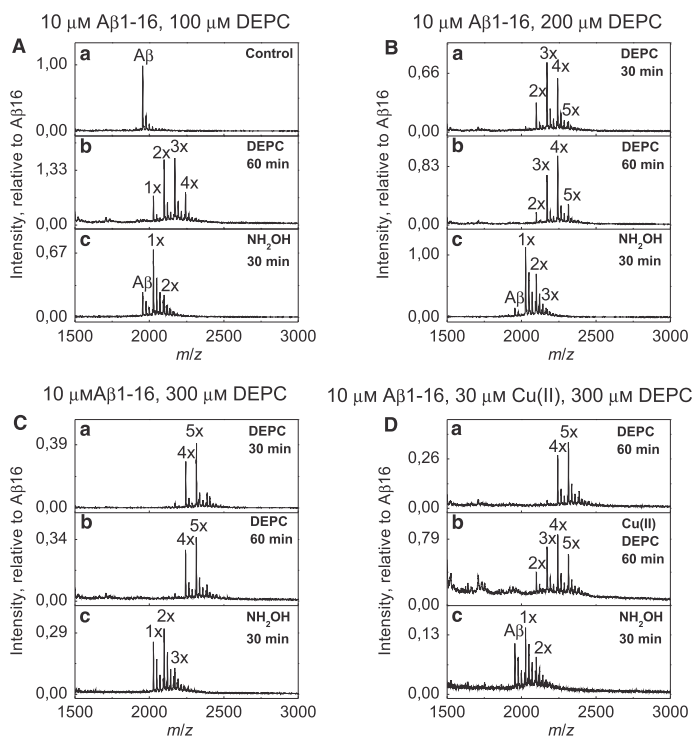 10 μM Aβ1-16, 100 μM DEPC
A
a
Control
Aβ
1,00
0,00
b
DEPC
60 min
1x
2x
3x
4x
1,33
0,00
c
NH2OH
30 min
Aβ
1x
2x
0,67
0,00
1500 2000 2500 3000
m/z
Intensity, relative to Aβ16
10 μM Aβ1-16, 200 μM DEPC
B
a
DEPC
30 min
2x
3x
4x
5x
0,66
0,00
b
DEPC
60 min
2x
3x
4x
5x
0,83
0,00
c
NH2OH
30 min
Aβ
1x
2x
3x
1,00
0,00
1500 2000 2500 3000
m/z
Intensity, relative to Aβ16
10 μMAβ1-16, 300 μM DEPC
C
a
DEPC
30 min
4x
5x
0,39
0,00
b
DEPC
60 min
4x
5x
0,34
0,00
c
NH2OH
30 min
1x
2x
3x
0,29
0,00
1500 2000 2500 3000
m/z
Intensity, relative to Aβ16
10 μM Aβ1-16, 30 μM Cu(II), 300 μM DEPC
D
a
DEPC
60 min
4x
5x
0,26
0,00
b
Cu(II)
DEPC
60 min
2x
3x
4x
5x
0,79
0,00
c
NH2OH
30 min
Aβ
1x
2x
0,13
0,00
1500 2000 2500 3000
m/z
Intensity, relative to Aβ16